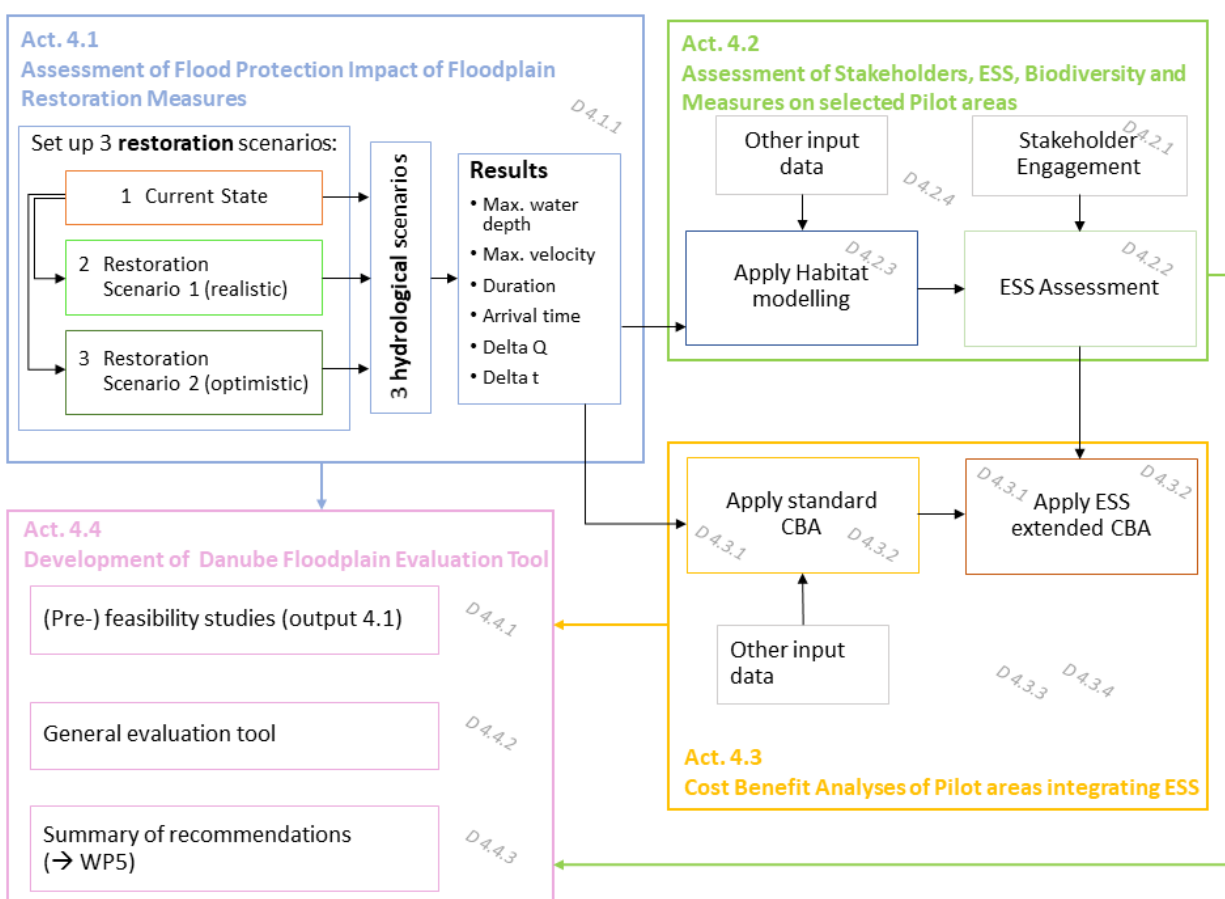 Act. 4.1
Assessment of Flood Protection Impact of Floodplain
Restoration Measures
D 4.1.1
Set up 3 restoration scenarios:
1 Current State
2 Restoration
Scenario 1 (realistic)
3 Restoration
Scenario 2 (optimistic)
3 hydrological scenarios
Results
• Max. water
depth
• Max. velocity
• Duration
• Arrival time
• Delta Q
• Delta t
Act. 4.2
Assessment of Stakeholders, ESS, Biodiversity and
Measures on selected Pilot areas
Other input
data
D 4.2.4
Stakeholder
Engagement
D 4.2.1
Apply Habitat
modelling
D 4.2.3
ESS Assessment
D 4.2.2
Apply standard
CBA
D 4.3.1
D 4.3.2
Apply ESS
extended CBA
D 4.3.1
D 4.3.2
Other input
data
D 4.3.3
D 4.3.4
Act. 4.3
Cost Benefit Analyses of Pilot areas integrating ESS
Act. 4.4
Development of Danube Floodplain Evaluation Tool
(Pre-) feasibility studies (output 4.1)
D 4.4.1
General evaluation tool
D 4.4.2
Summary of recommendations
(→ WP5)
D 4.4.3